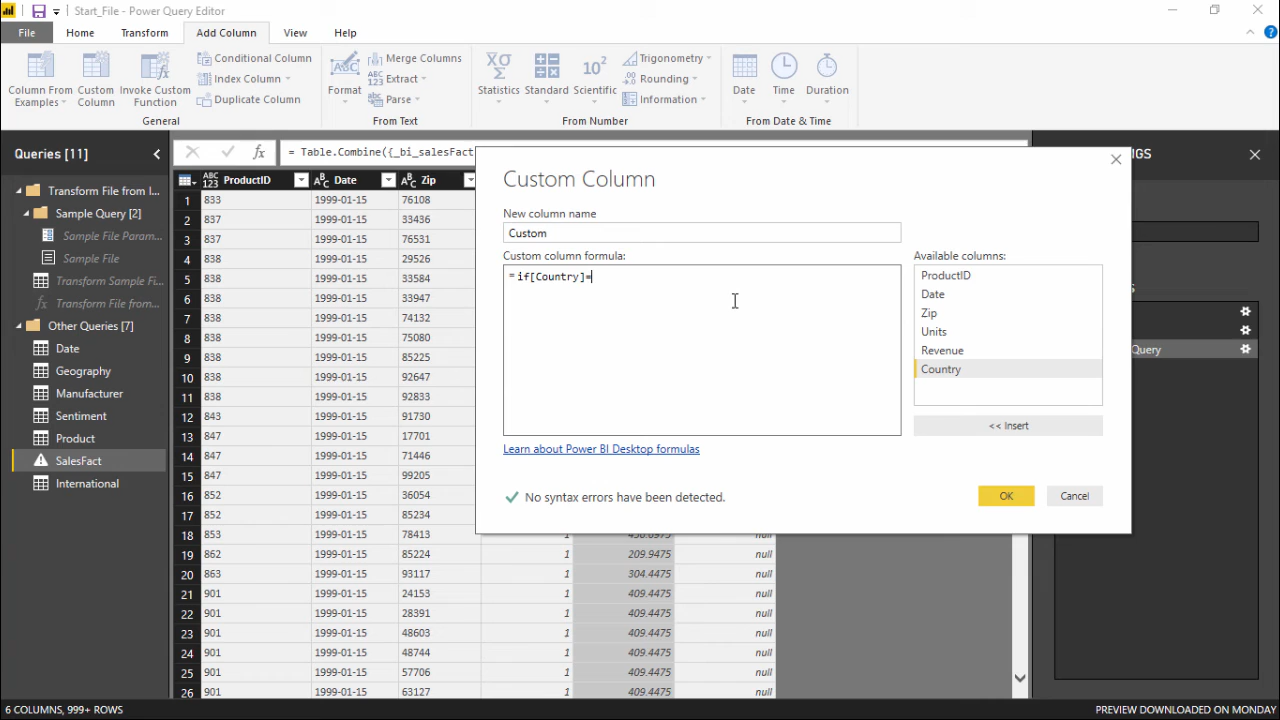 Start_File - Power Query Editor
File Home Transform Add Column View Help
Column From Examples
Custom Column
Invoke Custom Function
Conditional Column
Index Column
Duplicate Column
General
Format
Merge Columns
ABC 123 Extract
Parse
From Text
Statistics
Standard
10² Scientific
Trigonometry
Rounding
Information
From Number
Date
Time
Duration
From Date & Time
Queries [11]
Transform File from I...
Sample Query [2]
Sample File Param...
Sample File
Transform Sample Fi...
fx Transform File from...
Other Queries [7]
Date
Geography
Manufacturer
Sentiment
Product
SalesFact
International
fx = Table.Combine({_bi_salesFact
ABC 123 ProductID ABC Date ABC Zip
1 833 1999-01-15 76108
2 837 1999-01-15 33436
3 837 1999-01-15 76531
4 838 1999-01-15 29526
5 838 1999-01-15 33584
6 838 1999-01-15 33947
7 838 1999-01-15 74132
8 838 1999-01-15 75080
9 838 1999-01-15 85225
10 838 1999-01-15 92647
11 838 1999-01-15 92833
12 843 1999-01-15 91730
13 847 1999-01-15 17701
14 847 1999-01-15 71446
15 847 1999-01-15 99205
16 852 1999-01-15 36054
17 852 1999-01-15 85234
18 853 1999-01-15 78413 1 null
19 862 1999-01-15 85224 1 209.9475 null
20 863 1999-01-15 93117 1 304.4475 null
21 901 1999-01-15 24153 1 409.4475 null
22 901 1999-01-15 28391 1 409.4475 null
23 901 1999-01-15 48603 1 409.4475 null
24 901 1999-01-15 48744 1 409.4475 null
25 901 1999-01-15 57706 1 409.4475 null
26 901 1999-01-15 63127 1 409.4475 null
Custom Column
New column name
Custom
Custom column formula:
= if[Country]=
Available columns:
ProductID
Date
Zip
Units
Revenue
Country
<< Insert
Learn about Power BI Desktop formulas
No syntax errors have been detected.
OK
Cancel
NGS
Query
6 COLUMNS, 999+ ROWS
PREVIEW DOWNLOADED ON MONDAY